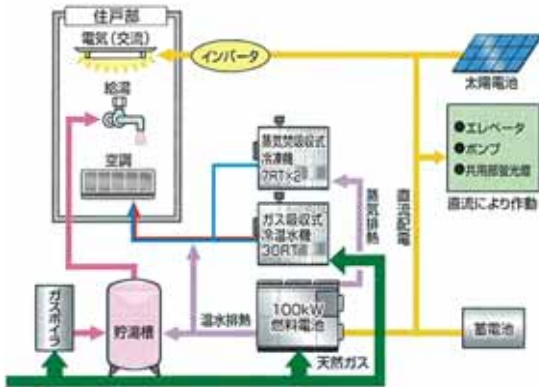 住戸部
電気(交流)
給湯
空調
インバータ
太陽電池
●エレベータ
●ポンプ
●共用部蛍光燈
直流により作動
蒸気焚吸収式
冷凍機
7RT×2
ガス吸収式
冷温水機
30RT
蒸気排熱
直流配電
ガスボイラ
貯湯槽
温水排熱
100kW
燃料電池
天然ガス
蓄電池